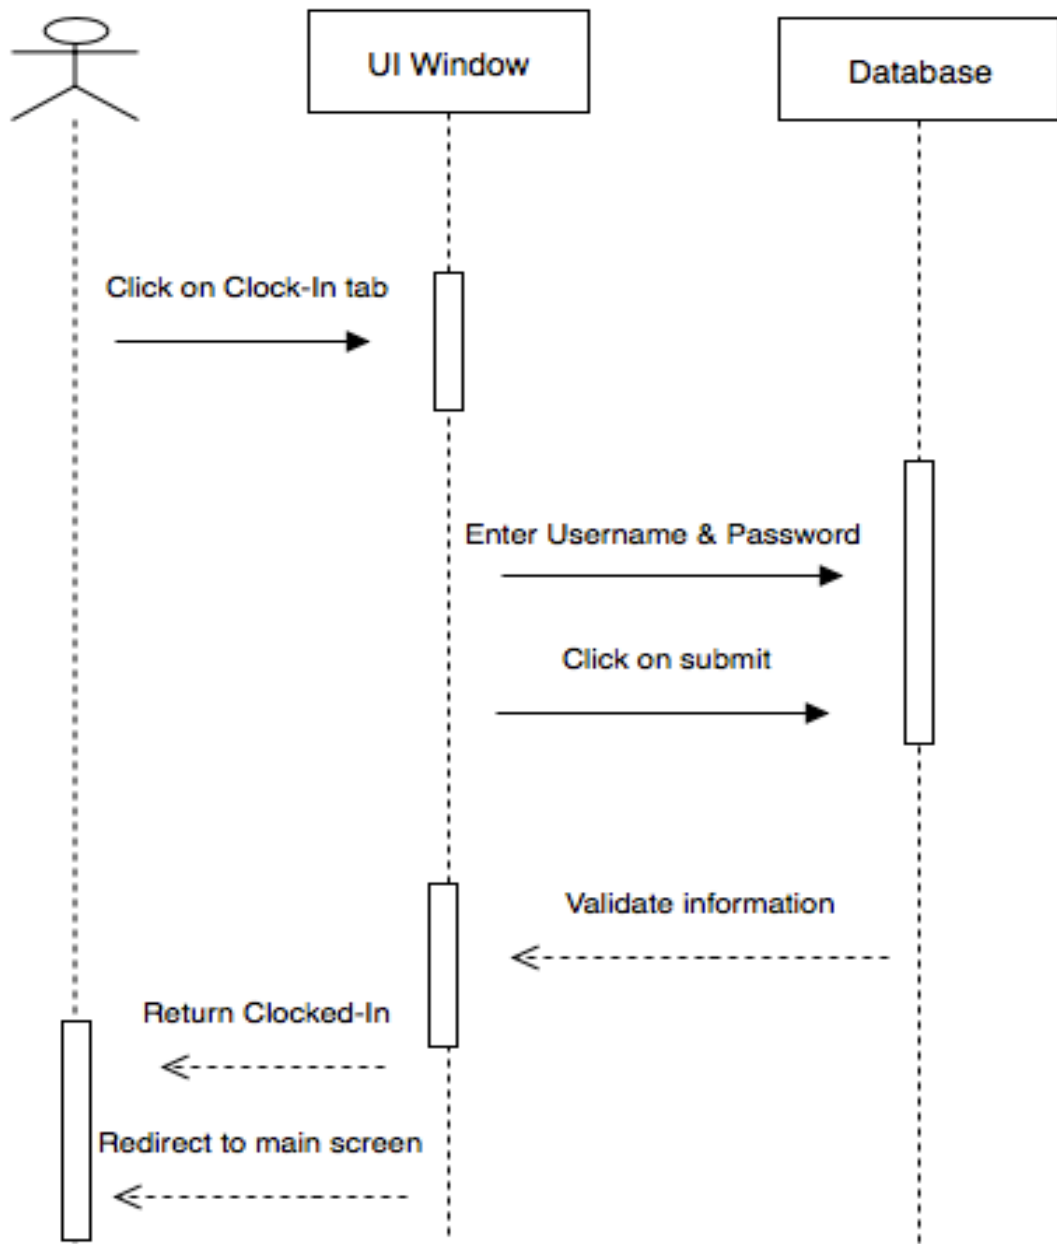 UI Window
Database
Click on Clock-In tab
Enter Username & Password
Click on submit
Validate information
Return Clocked-In
Redirect to main screen